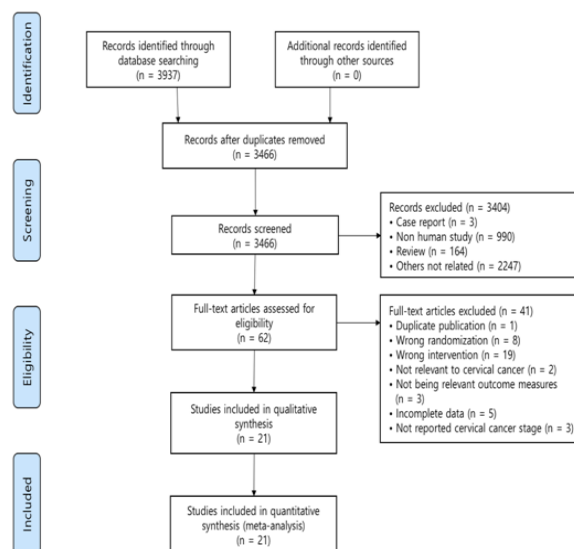 Identification
Records identified through
database searching
(n = 3937)
Additional records identified
through other sources
(n = 0)
Records after duplicates removed
(n = 3466)
Screening
Records screened
(n = 3466)
Records excluded (n = 3404)
• Case report (n = 3)
• Non human study (n = 990)
• Review (n = 164)
• Others not related (n = 2247)
Eligibility
Full-text articles assessed for
eligibility
(n = 62)
Full-text articles excluded (n = 41)
• Duplicate publication (n = 1)
• Wrong randomization (n = 8)
• Wrong intervention (n = 19)
• Not relevant to cervical cancer (n = 2)
• Not being relevant outcome measures
(n = 3)
• Incomplete data (n = 5)
• Not reported cervical cancer stage (n = 3)
Studies included in qualitative
synthesis
(n = 21)
Included
Studies included in quantitative
synthesis (meta-analysis)
(n = 21)